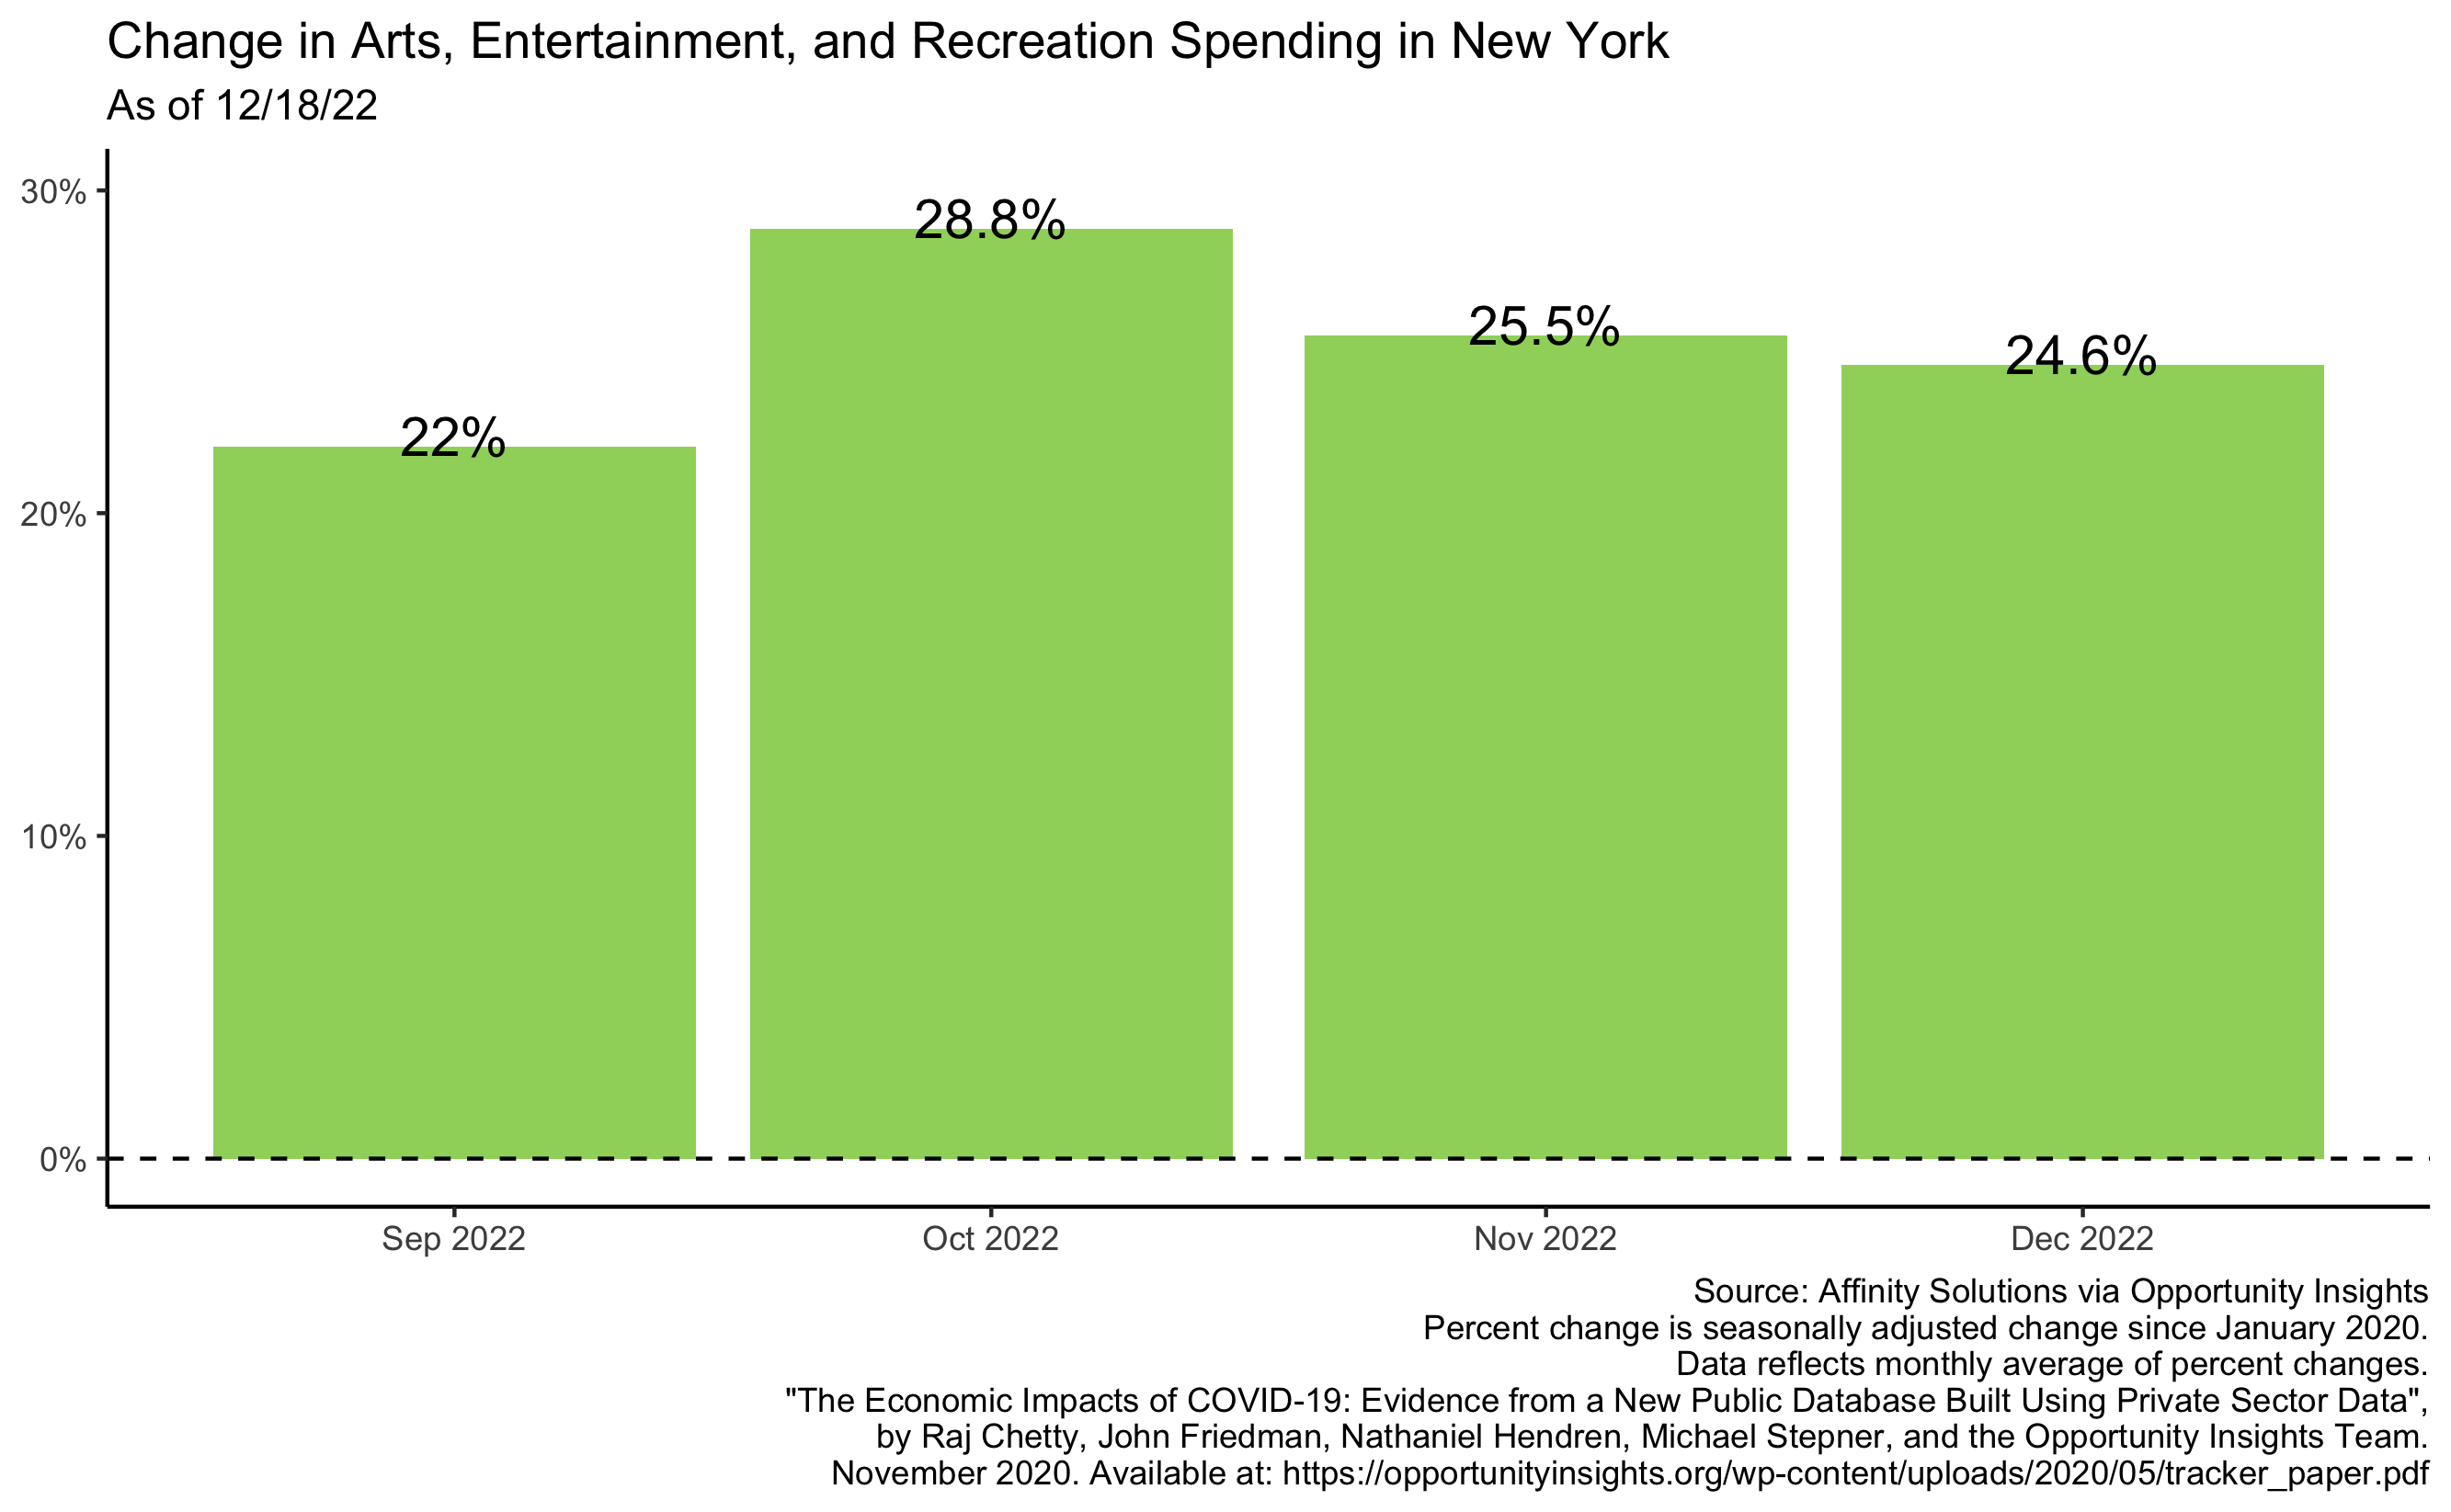 Change in Arts, Entertainment, and Recreation Spending in New York
As of 12/18/22
30%
20%
10%
0%
22%
28.8%
25.5%
24.6%
Sep 2022
Oct 2022
Nov 2022
Dec 2022
Source: Affinity Solutions via Opportunity Insights
Percent change is seasonally adjusted change since January 2020.
Data reflects monthly average of percent changes.
"The Economic Impacts of COVID-19: Evidence from a New Public Database Built Using Private Sector Data",
by Raj Chetty, John Friedman, Nathaniel Hendren, Michael Stepner, and the Opportunity Insights Team.
November 2020. Available at: https://opportunityinsights.org/wp-content/uploads/2020/05/tracker_paper.pdf